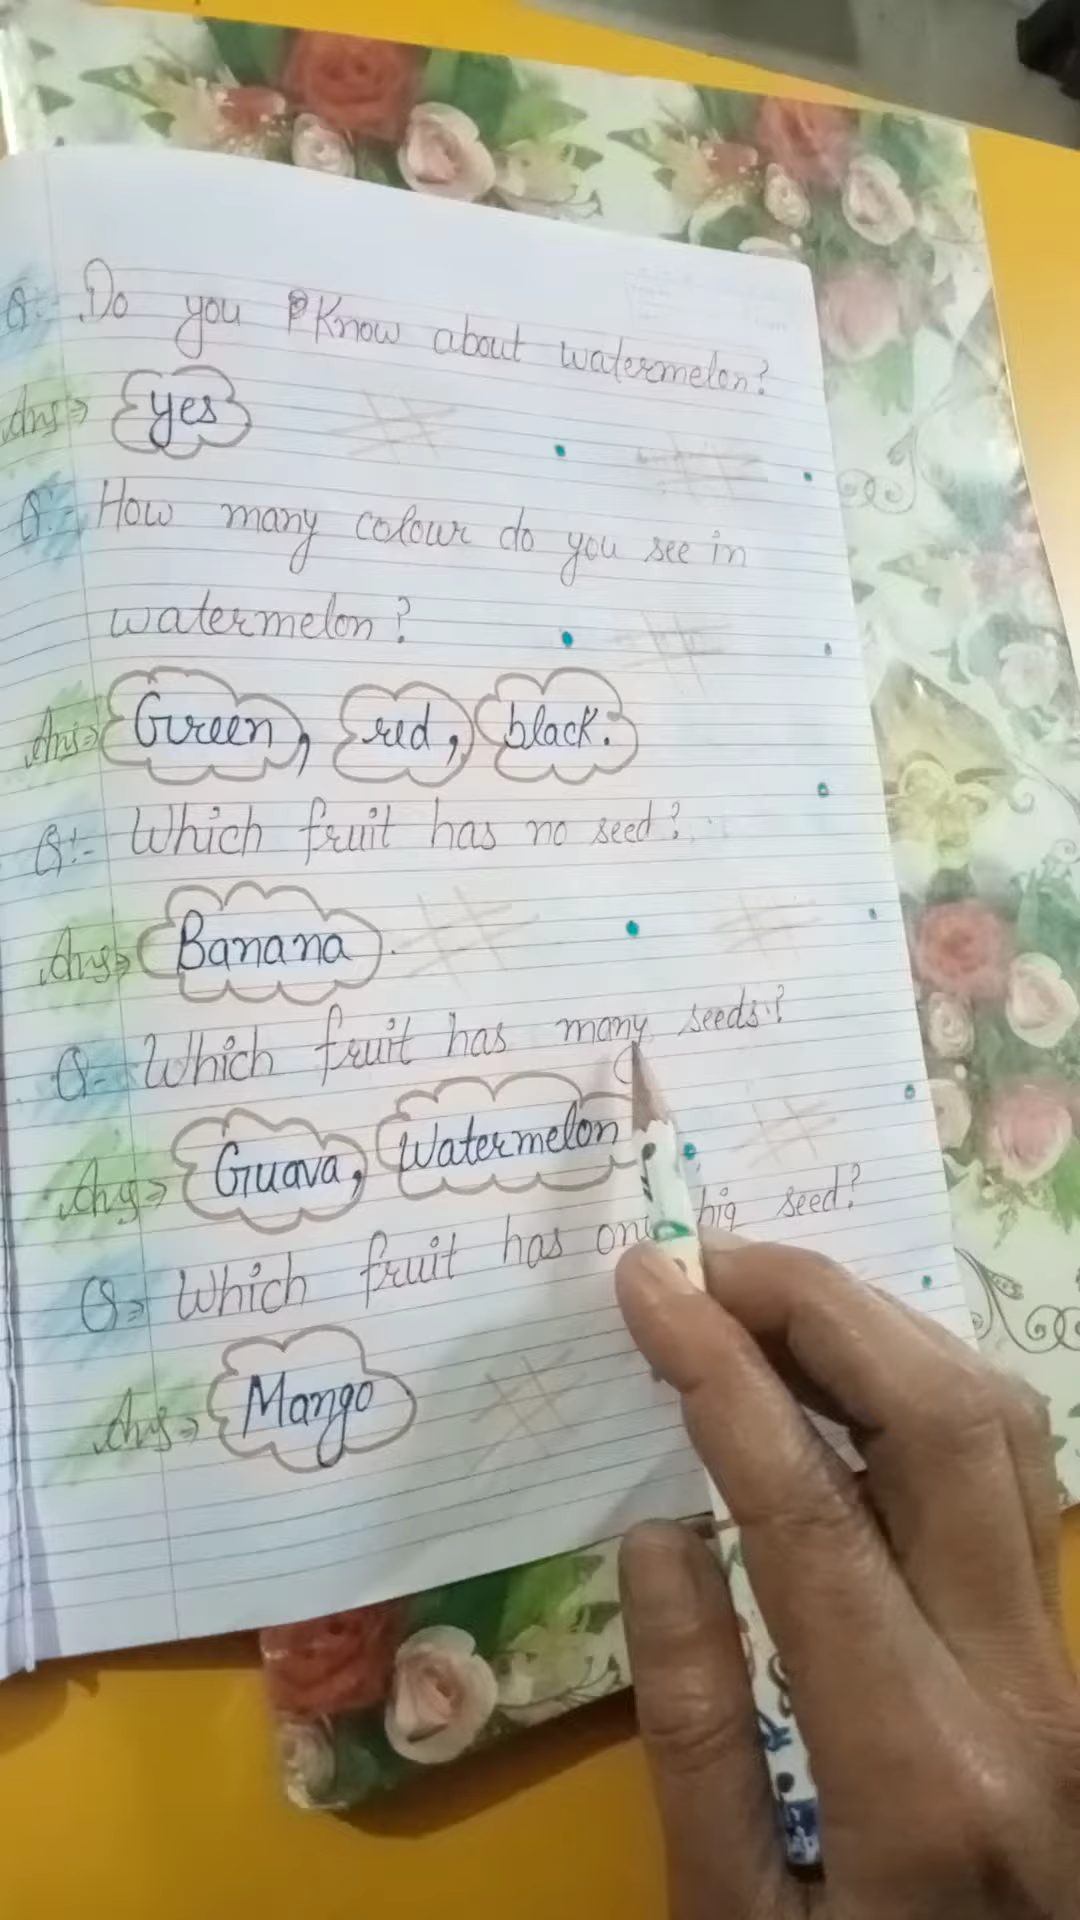 Q:- Do you Know about watermelon?
Ans⇒ yes
Q:- How many colour do you see in
watermelon?
Ans⇒ Green, red, black.
Q:- Which fruit has no seed?
Ans⇒ Banana.
Q- Which fruit has many seeds?
Ans⇒ Guava, Watermelon
Q⇒ Which fruit has big seed?
Ans⇒ Mango